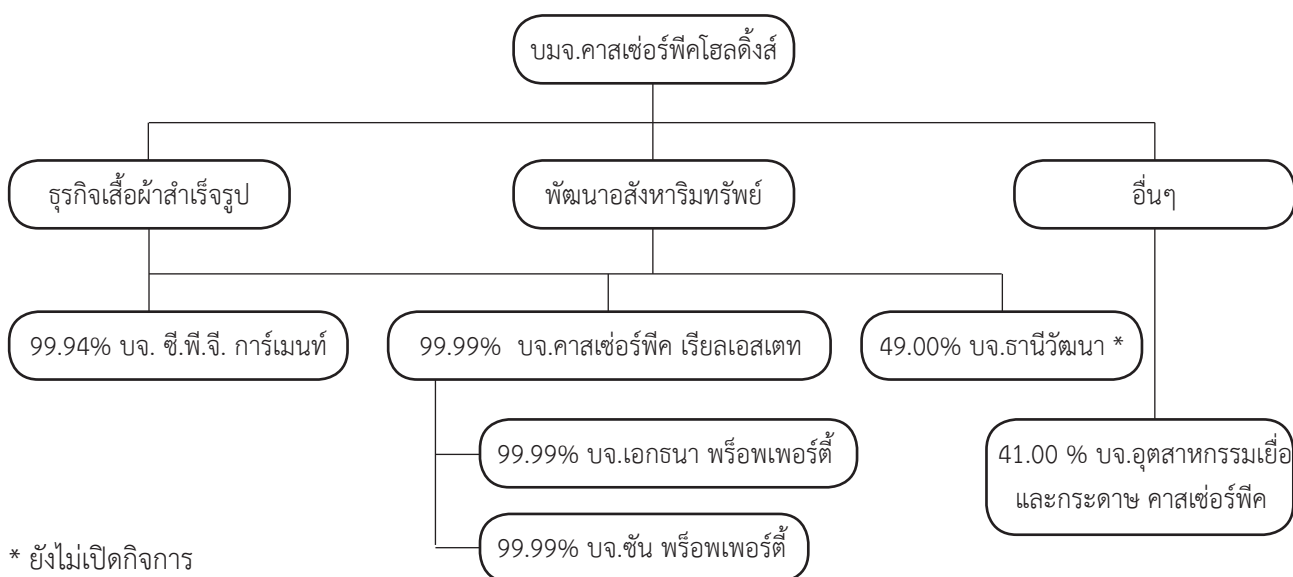 บมจ.คาสเซ่อร์พีคโฮลดิ้งส์
ธุรกิจเสื้อผ้าสำเร็จรูป
พัฒนาอสังหาริมทรัพย์
อื่นๆ
99.94% บจ. ซี.พี.จี. การ์เมนท์
99.99% บจ.คาสเซ่อร์พีค เรียลเอสเตท
49.00% บจ.ธานีวัฒนา *
99.99% บจ.เอกธนา พร็อพเพอร์ตี้
41.00 % บจ.อุตสาหกรรมเยื่อ
และกระดาษ คาสเซ่อร์พีค
99.99% บจ.ซัน พร็อพเพอร์ตี้
* ยังไม่เปิดกิจการ